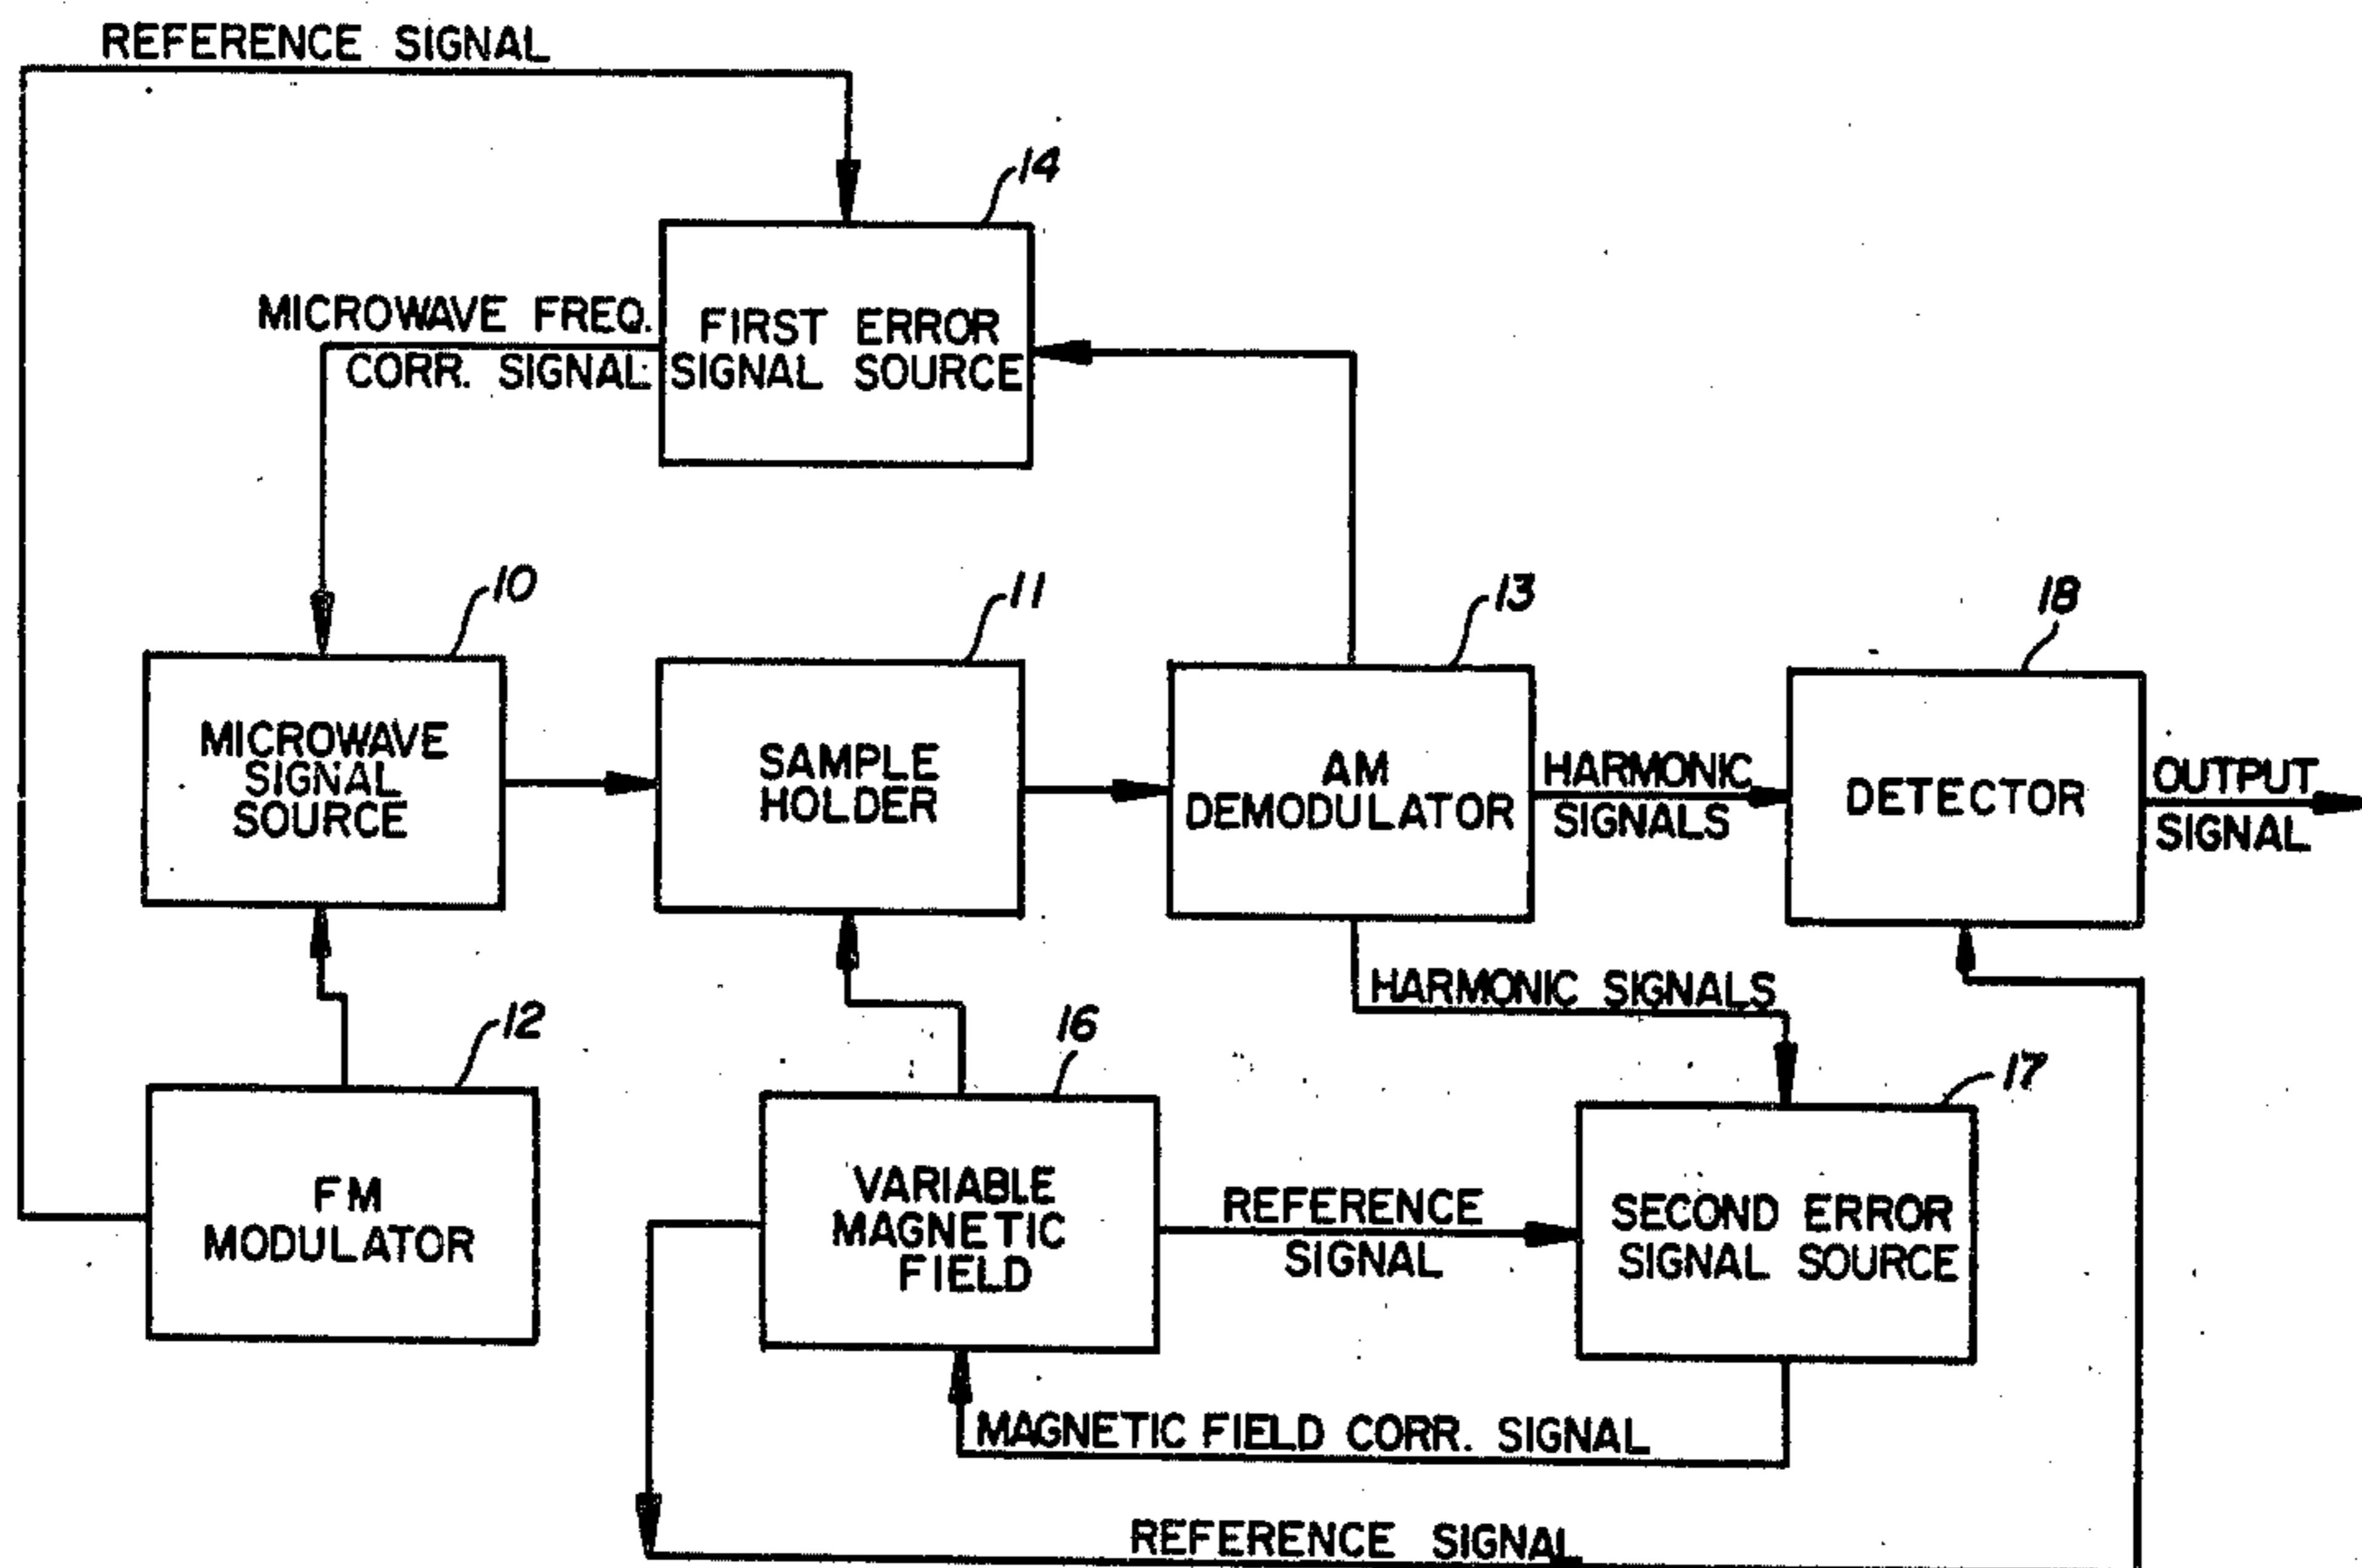 REFERENCE SIGNAL
14
MICROWAVE FREQ.
CORR. SIGNAL
FIRST ERROR
SIGNAL SOURCE
10
11
13
18
MICROWAVE
SIGNAL
SOURCE
SAMPLE
HOLDER
AM
DEMODULATOR
HARMONIC
SIGNALS
DETECTOR
OUTPUT
SIGNAL
HARMONIC SIGNALS
12
16
17
FM
MODULATOR
VARIABLE
MAGNETIC
FIELD
REFERENCE
SIGNAL
SECOND ERROR
SIGNAL SOURCE
MAGNETIC FIELD CORR. SIGNAL
REFERENCE SIGNAL